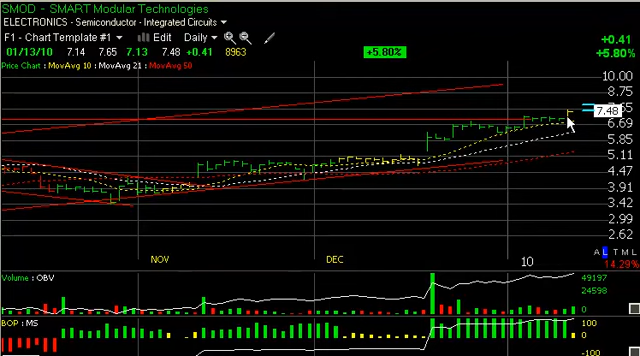 SMOD - SMART Modular Technologies
ELECTRONICS - Semiconductor - Integrated Circuits
F1 - Chart Template #1 Edit Daily
01/13/10 7.14 7.65 7.13 7.48 +0.41 8963 +5.80% +0.41
+5.80%
Price Chart : MovAvg 10 : MovAvg 21 : MovAvg 50
10.00
8.75
7.48
6.69
5.85
5.11
4.47
3.91
3.42
2.99
2.62
A L T M L
NOV DEC 10 14.29%
Volume : OBV 49197
24598
BOP : MS 100
0
-100